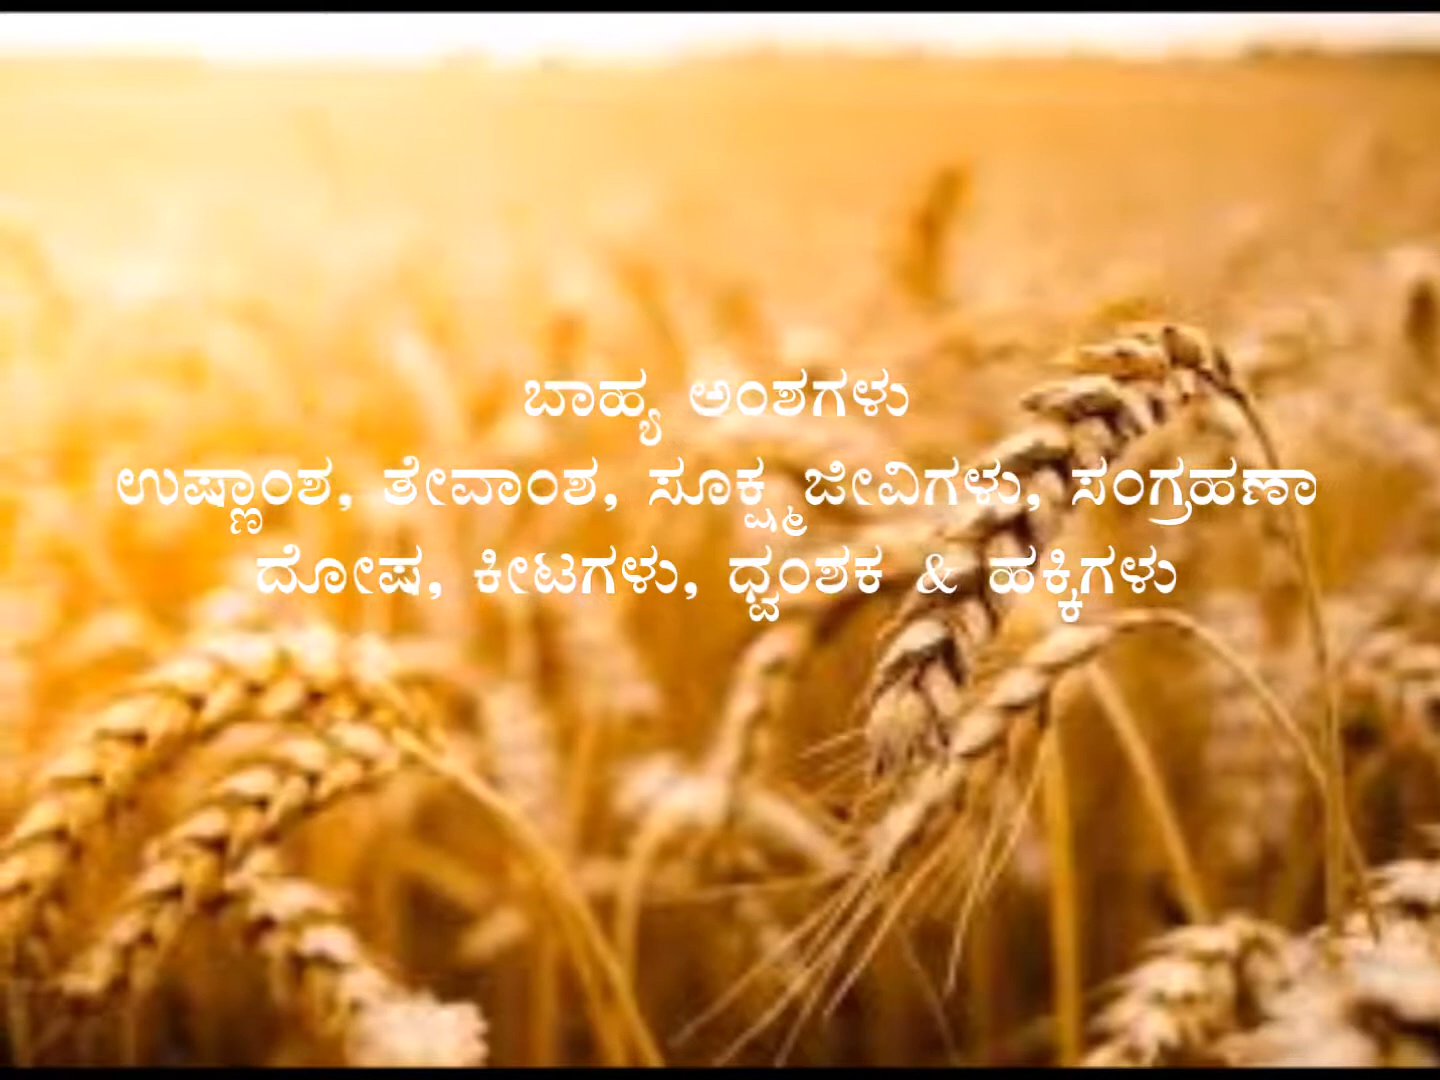 ಬಾಹ್ಯ ಅಂಶಗಳು
ಉಷ್ಣಾಂಶ, ತೇವಾಂಶ, ಸೂಕ್ಷ್ಮಜೀವಿಗಳು, ಸಂಗ್ರಹಣಾ
ದೋಷ, ಕೀಟಗಳು, ಧ್ವಂಶಕ & ಹಕ್ಕಿಗಳು